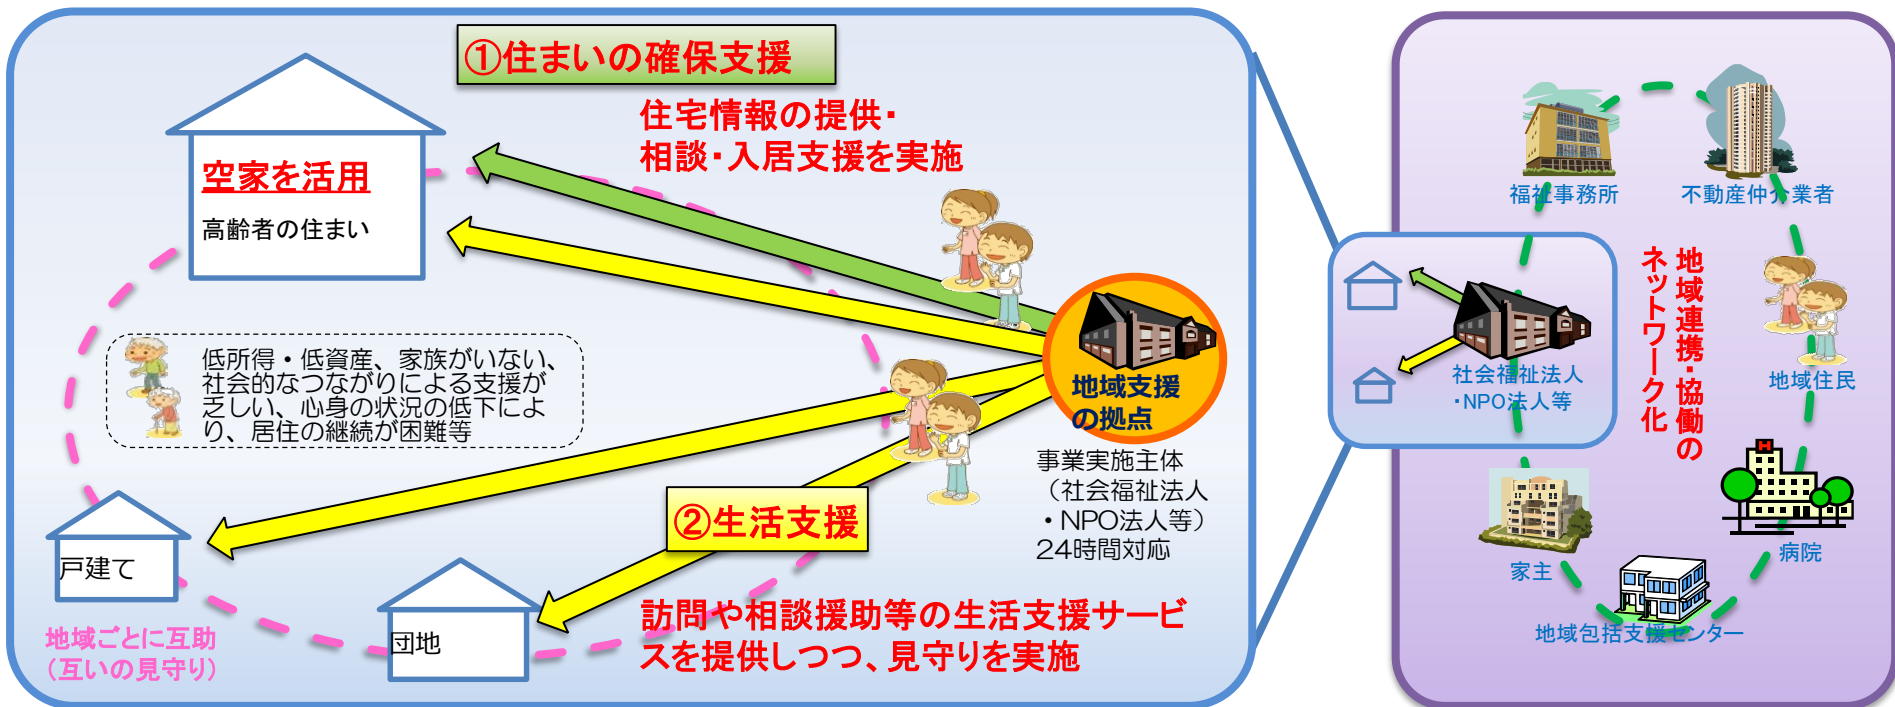 ①住まいの確保支援
住宅情報の提供・
相談・入居支援を実施
空家を活用
高齢者の住まい
低所得・低資産、家族がいない、
社会的なつながりによる支援が
乏しい、心身の状況の低下によ
り、居住の継続が困難等
地域支援
の拠点
事業実施主体
（社会福祉法人
・NPO法人等）
24時間対応
②生活支援
戸建て
団地
地域ごとに互助
（互いの見守り）
訪問や相談援助等の生活支援サービ
スを提供しつつ、見守りを実施
福祉事務所
不動産仲介業者
地域連携・協働の
ネットワーク化
社会福祉法人
・NPO法人等
地域住民
病院
家主
地域包括支援センター